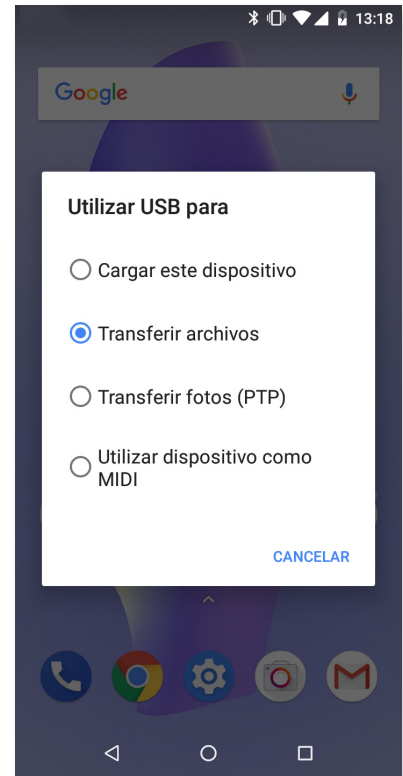 13:18
Google
Utilizar USB para
Cargar este dispositivo
Transferir archivos
Transferir fotos (PTP)
Utilizar dispositivo como
MIDI
CANCELAR